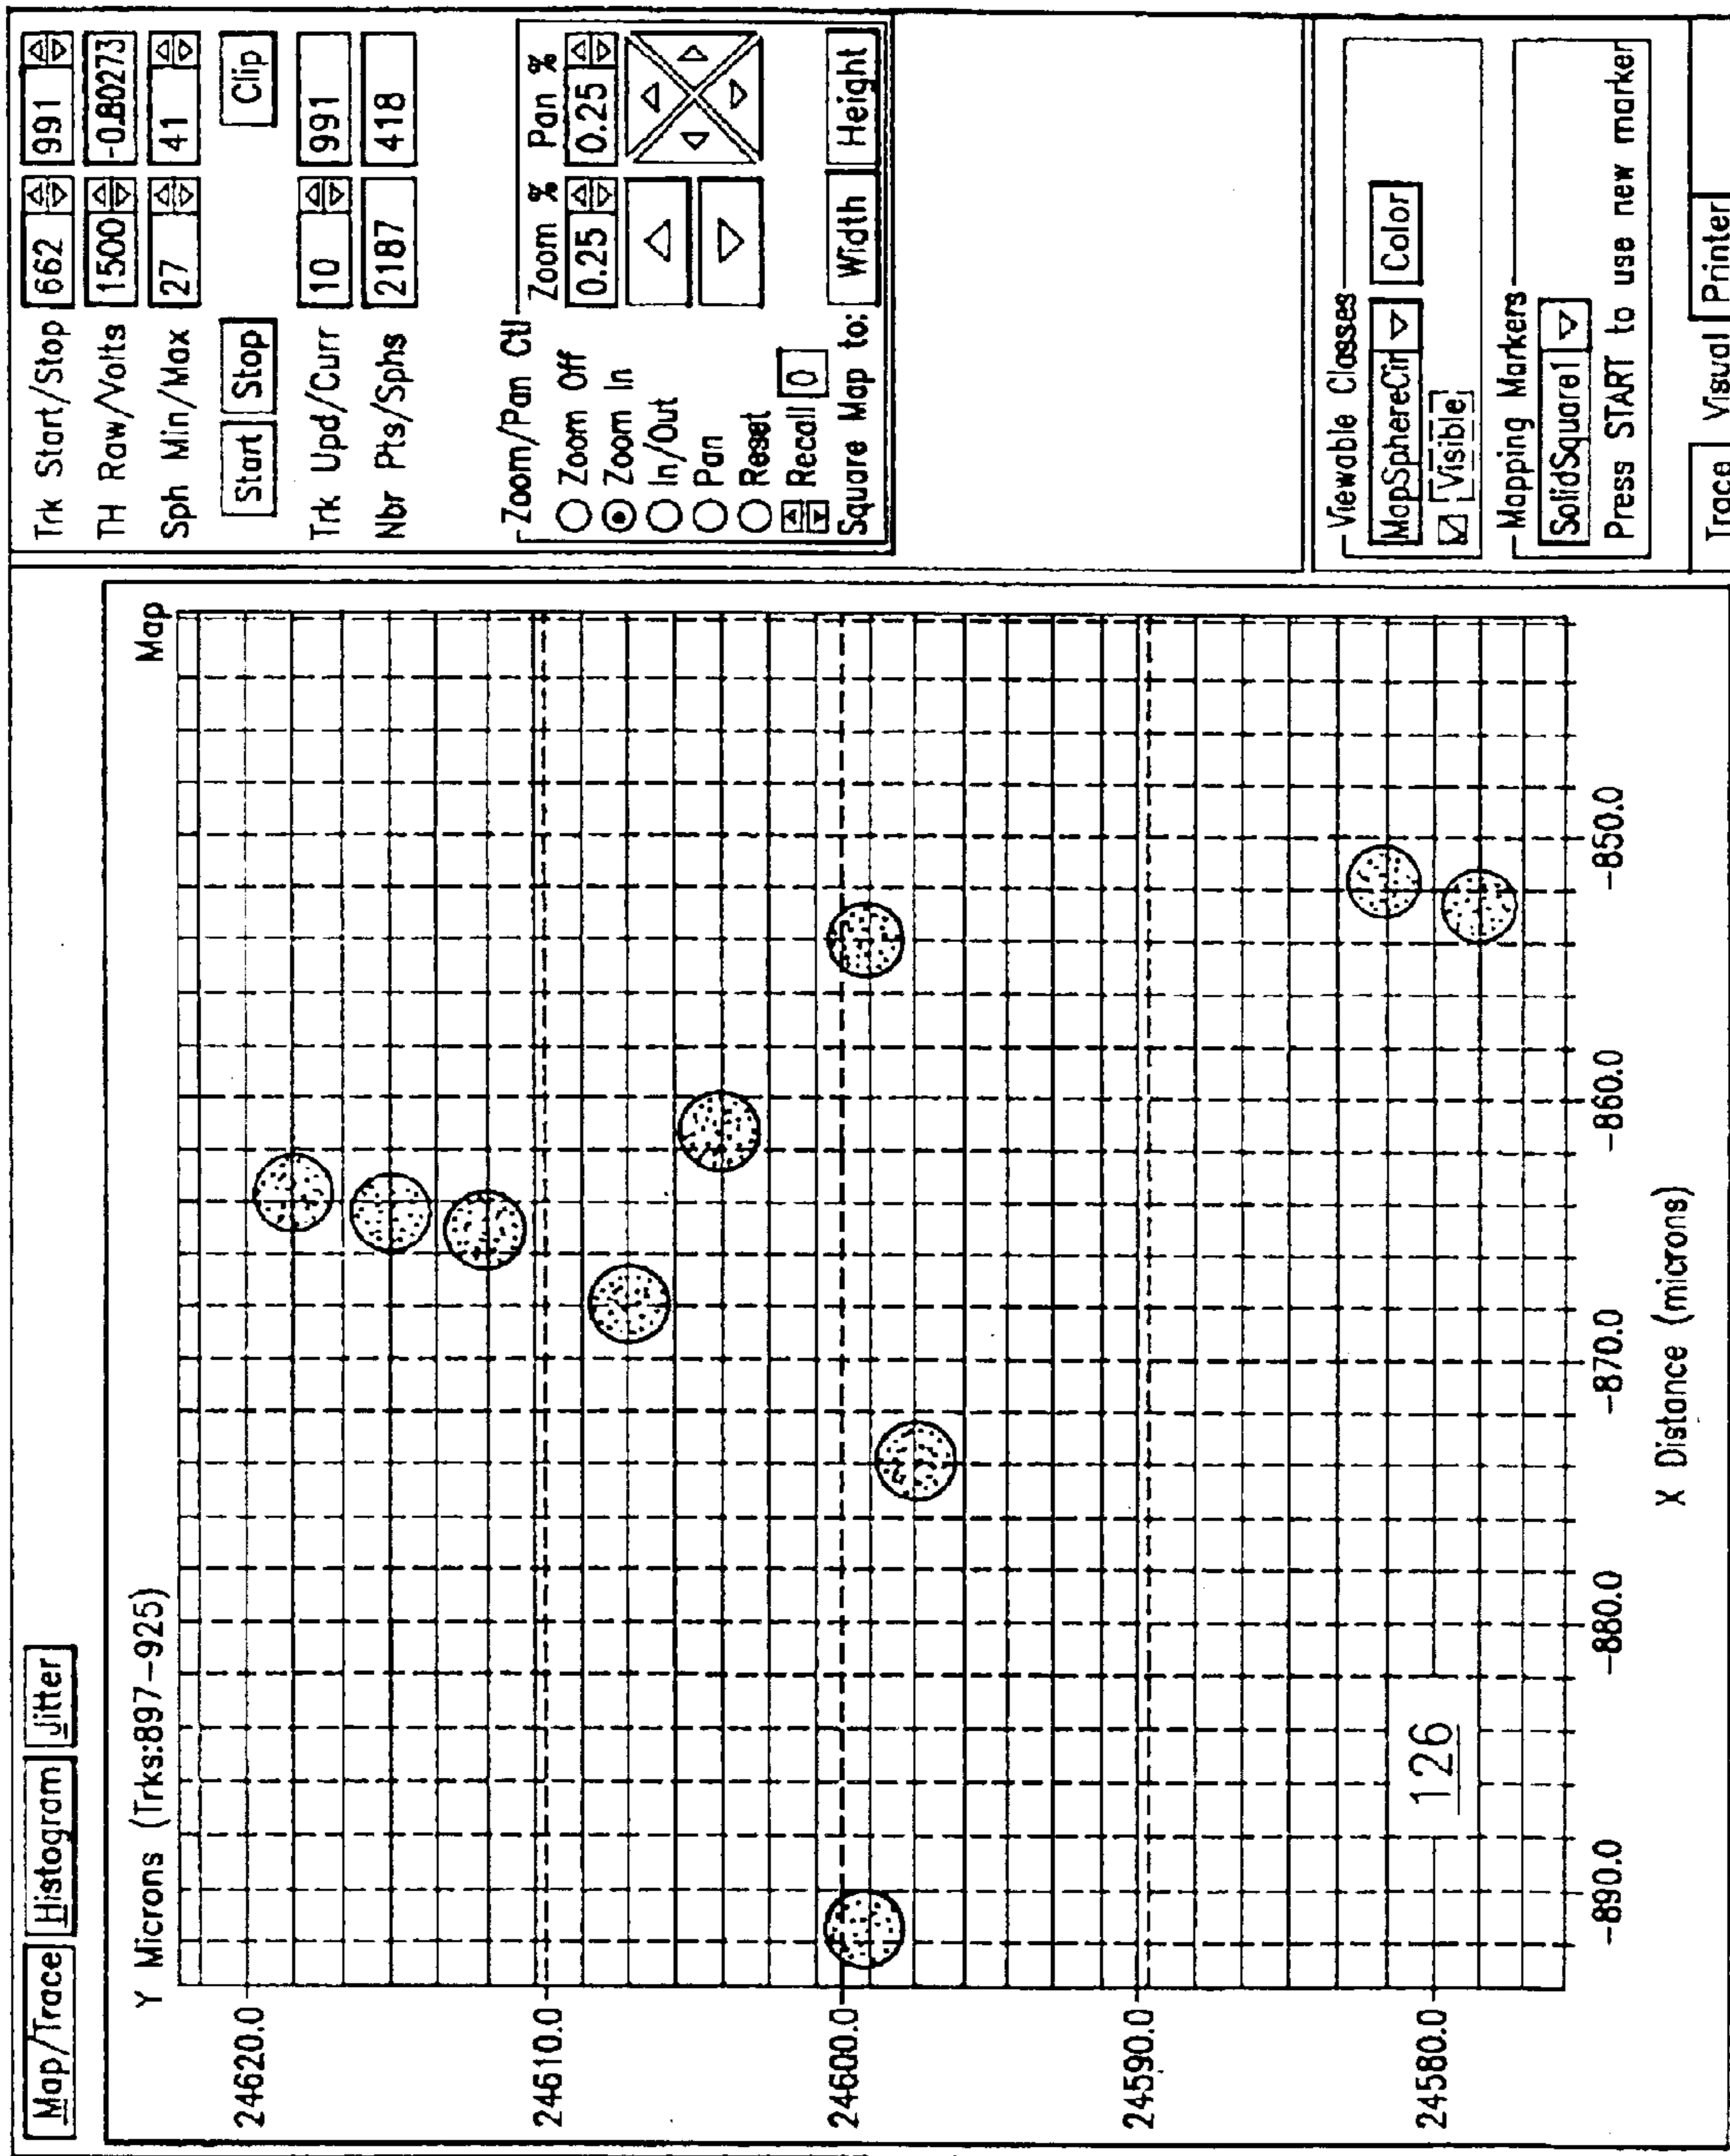 Map/Trace Histogram Jitter
Y Microns (Trks:897-925) Map
24620.0
24610.0
24600.0
24590.0
24580.0
126
-890.0 -880.0 -870.0 -860.0 -850.0
X Distance (microns)
Trk Start/Stop 662 991
TH Raw/Volts 1500 -0.80273
Sph Min/Max 27 41
Start Stop Clip
Trk Upd/Curr 10 991
Nbr Pts/Sphs 2187 418
Zoom/Pan Ctl
Zoom % Pan %
Zoom Off 0.25 0.25
Zoom In
In/Out
Pan
Reset
Recall 0
Square Map to: Width Height
Viewable Classes
MapSphereCir Color
Visible
Mapping Markers
SolidSquare1
Press START to use new marker
Trace Visual Printer